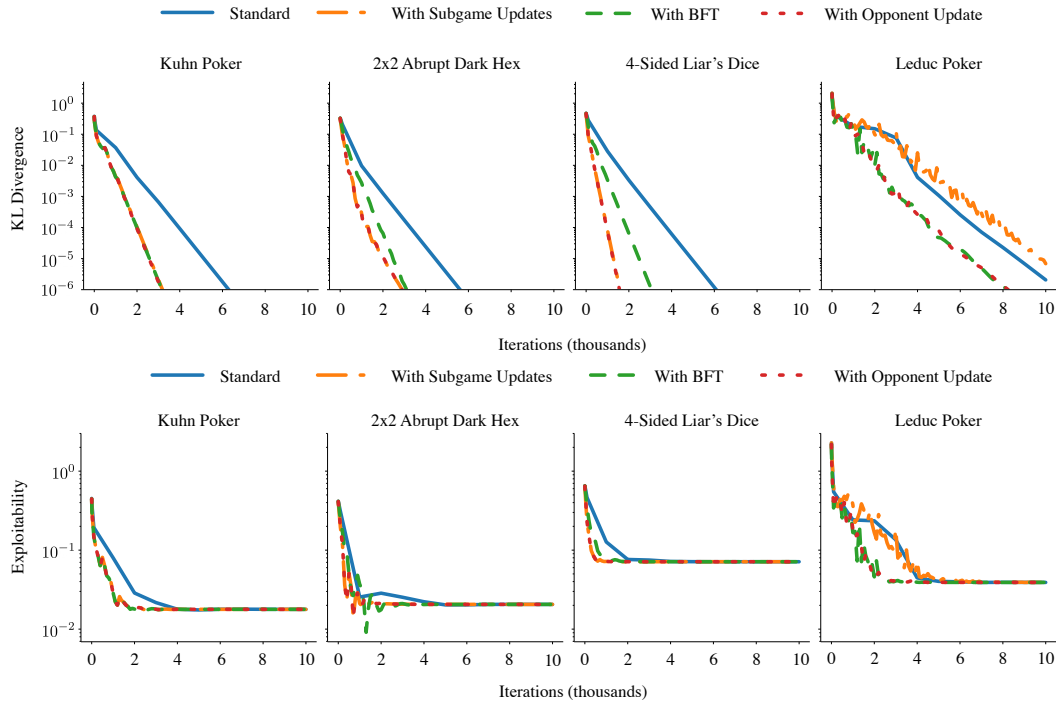 Standard With Subgame Updates With BFT With Opponent Update
Kuhn Poker 2x2 Abrupt Dark Hex 4-Sided Liar's Dice Leduc Poker
KL Divergence
10^0
10^-1
10^-2
10^-3
10^-4
10^-5
10^-6
0 2 4 6 8 10 0 2 4 6 8 10 0 2 4 6 8 10 0 2 4 6 8 10
Iterations (thousands)
Standard With Subgame Updates With BFT With Opponent Update
Kuhn Poker 2x2 Abrupt Dark Hex 4-Sided Liar's Dice Leduc Poker
Exploitability
10^0
10^-1
10^-2
0 2 4 6 8 10 0 2 4 6 8 10 0 2 4 6 8 10 0 2 4 6 8 10
Iterations (thousands)